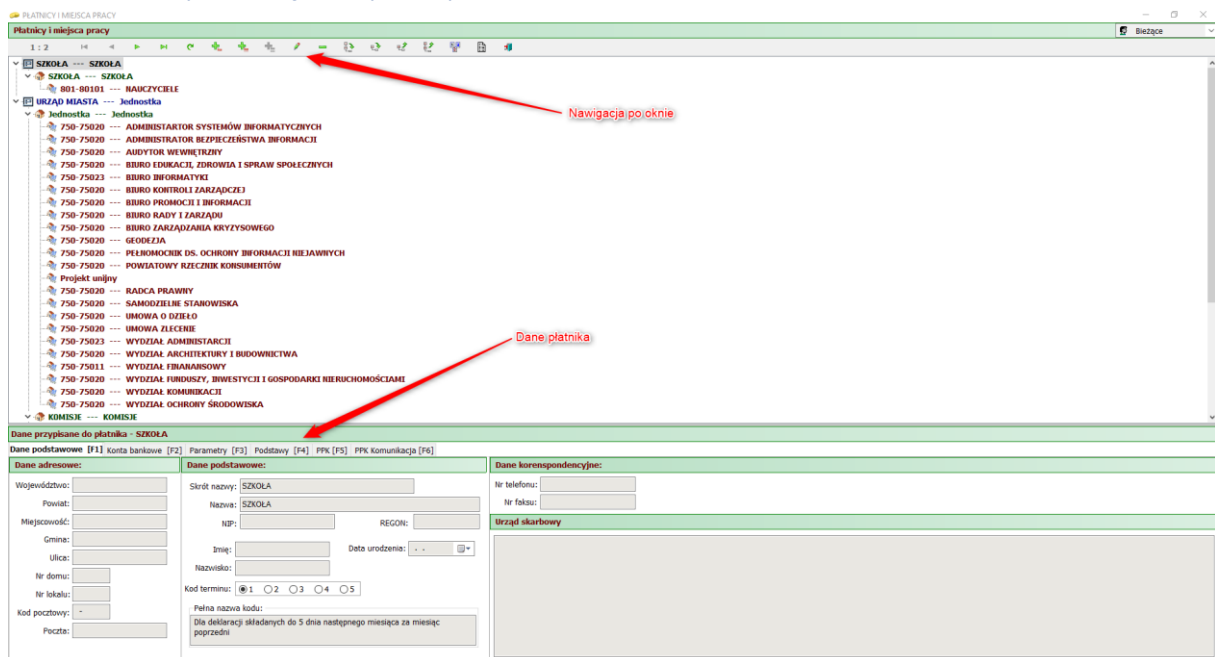 PŁATNICY I MIEJSCA PRACY
Płatnicy i miejsca pracy
Bieżące
1 : 2
SZKOŁA --- SZKOŁA
SZKOŁA --- SZKOŁA
801-80101 --- NAUCZYCIELE
URZĄD MIASTA --- Jednostka
Nawigacja po oknie
Jednostka --- Jednostka
750-75020 --- ADMINISTARTOR SYSTEMÓW INFORMATYCZNYCH
750-75020 --- ADMINISTRATOR BEZPIECZEŃSTWA INFORMACJI
750-75020 --- AUDYTOR WEWNĘTRZNY
750-75020 --- BIURO EDUKACJI, ZDROWIA I SPRAW SPOŁECZNYCH
750-75023 --- BIURO INFORMATYKI
750-75020 --- BIURO KONTROLI ZARZĄDCZEJ
750-75020 --- BIURO PROMOCJI I INFORMACJI
750-75020 --- BIURO RADY I ZARZĄDU
750-75020 --- BIURO ZARZĄDZANIA KRYZYSOWEGO
750-75020 --- GEODEZJA
750-75020 --- PEŁNOMOCNIK DS. OCHRONY INFORMACJI NIEJAWNYCH
750-75020 --- POWIATOWY RZECZNIK KONSUMENTÓW
Projekt unijny
750-75020 --- RADCA PRAWNY
750-75020 --- SAMODZIELNE STANOWISKA
750-75020 --- UMOWA O DZIEŁO
750-75020 --- UMOWA ZLECENIE
750-75023 --- WYDZIAŁ ADMINISTARCJI
Dane płatnika
750-75020 --- WYDZIAŁ ARCHITEKTURY I BUDOWNICTWA
750-75011 --- WYDZIAŁ FINANANSOWY
750-75020 --- WYDZIAŁ FUNDUSZY, INWESTYCJI I GOSPODARKI NIERUCHOMOŚCIAMI
750-75020 --- WYDZIAŁ KOMUNIKACJI
750-75020 --- WYDZIAŁ OCHRONY ŚRODOWISKA
KOMISJE --- KOMISJE
Dane przypisane do płatnika - SZKOŁA
Dane podstawowe [F1] Konta bankowe [F2] Parametry [F3] Podstawy [F4] PPK [F5] PPK Komunikacja [F6]
Dane adresowe:
Województwo:
Powiat:
Miejscowość:
Gmina:
Ulica:
Nr domu:
Nr lokalu:
Kod pocztowy: -
Poczta:
Dane podstawowe:
Skrót nazwy: SZKOŁA
Nazwa: SZKOŁA
NIP: REGON:
Imię: Data urodzenia: . .
Nazwisko:
Kod terminu: 1 2 3 4 5
Pełna nazwa kodu:
Dla deklaracji składanych do 5 dnia następnego miesiąca za miesiąc
poprzedni
Dane korenspondencyjne:
Nr telefonu:
Nr faksu:
Urząd skarbowy